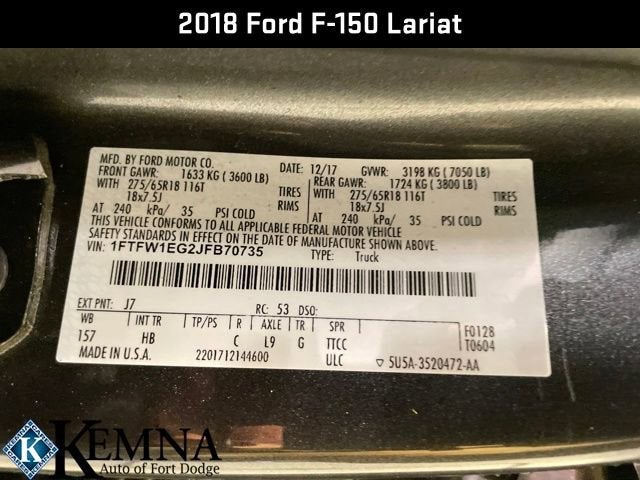 2018 Ford F-150 Lariat
MFD. BY FORD MOTOR CO.
DATE: 12/17 GVWR: 3198 KG (7050 LB)
FRONT GAWR: 1633 KG (3600 LB) REAR GAWR: 1724 KG (3800 LB)
WITH 275/65R18 116T TIRES WITH 275/65R18 116T TIRES
18x7.5J RIMS 18x7.5J RIMS
AT 240 kPa/ 35 PSI COLD AT 240 kPa/ 35 PSI COLD
THIS VEHICLE CONFORMS TO ALL APPLICABLE FEDERAL MOTOR VEHICLE
SAFETY STANDARDS IN EFFECT ON THE DATE OF MANUFACTURE SHOWN ABOVE.
VIN: 1FTFW1EG2JFB70735
TYPE: Truck
EXT PNT: J7 RC: 53 DSO:
WB INT TR TP/PS R AXLE TR SPR F0128
157 HB C L9 G TTCC T0604
MADE IN U.S.A. 2201712144600 ULC ▽ 5U5A-3520472-AA
KEMNA
Auto of Fort Dodge